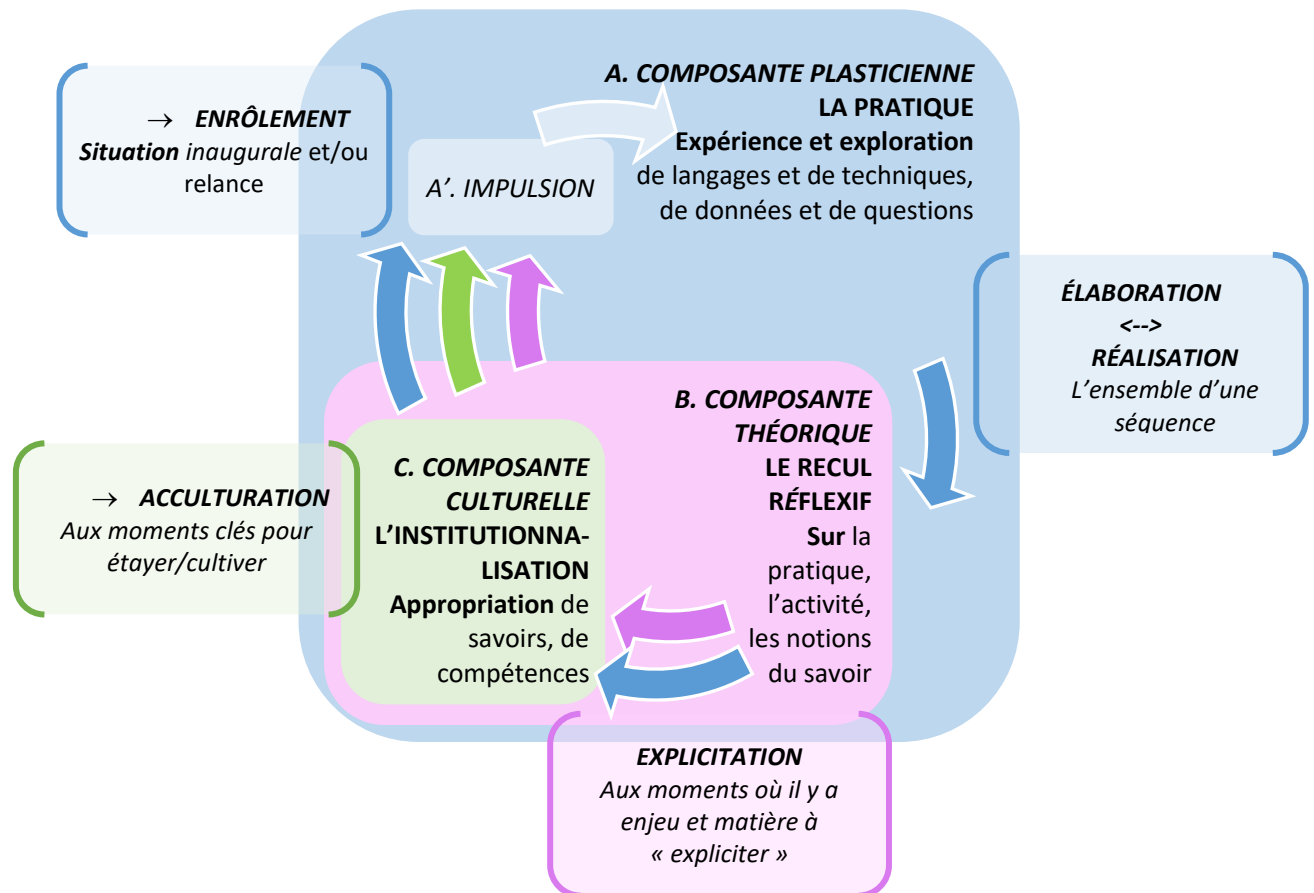 A. COMPOSANTE PLASTICIENNE
LA PRATIQUE
Expérience et exploration
de langages et de techniques,
de données et de questions
→ ENRÔLEMENT
Situation inaugurale et/ou
relance
A’. IMPULSION
ÉLABORATION
<-->
RÉALISATION
L’ensemble d’une
séquence
B. COMPOSANTE
THÉORIQUE
LE RECUL
RÉFLEXIF
Sur la
pratique,
l’activité,
les notions
du savoir
C. COMPOSANTE
CULTURELLE
L’INSTITUTIONNA-
LISATION
Appropriation de
savoirs, de
compétences
→ ACCULTURATION
Aux moments clés pour
étayer/cultiver
EXPLICITATION
Aux moments où il y a
enjeu et matière à
« expliciter »